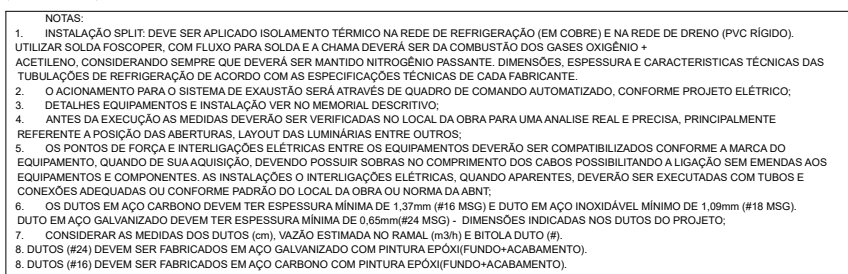 NOTAS:
1. INSTALAÇÃO SPLIT: DEVE SER APLICADO ISOLAMENTO TÉRMICO NA REDE DE REFRIGERAÇÃO (EM COBRE) E NA REDE DE DRENO (PVC RÍGIDO).
UTILIZAR SOLDA FOSCOPER, COM FLUXO PARA SOLDA E A CHAMA DEVERÁ SER DA COMBUSTÃO DOS GASES OXIGÊNIO +
ACETILENO, CONSIDERANDO SEMPRE QUE DEVERÁ SER MANTIDO NITROGÊNIO PASSANTE. DIMENSÕES, ESPESSURA E CARACTERISTICAS TÉCNICAS DAS
TUBULAÇÕES DE REFRIGERAÇÃO DE ACORDO COM AS ESPECIFICAÇÕES TÉCNICAS DE CADA FABRICANTE.
2. O ACIONAMENTO PARA O SISTEMA DE EXAUSTÃO SERÁ ATRAVÉS DE QUADRO DE COMANDO AUTOMATIZADO, CONFORME PROJETO ELÉTRICO;
3. DETALHES EQUIPAMENTOS E INSTALAÇÃO VER NO MEMORIAL DESCRITIVO;
4. ANTES DA EXECUÇÃO AS MEDIDAS DEVERÃO SER VERIFICADAS NO LOCAL DA OBRA PARA UMA ANALISE REAL E PRECISA, PRINCIPALMENTE
REFERENTE A POSIÇÃO DAS ABERTURAS, LAYOUT DAS LUMINÁRIAS ENTRE OUTROS;
5. OS PONTOS DE FORÇA E INTERLIGAÇÕES ELÉTRICAS ENTRE OS EQUIPAMENTOS DEVERÃO SER COMPATIBILIZADOS CONFORME A MARCA DO
EQUIPAMENTO, QUANDO DE SUA AQUISIÇÃO, DEVENDO POSSUIR SOBRAS NO COMPRIMENTO DOS CABOS POSSIBILITANDO A LIGAÇÃO SEM EMENDAS AOS
EQUIPAMENTOS E COMPONENTES. AS INSTALAÇÕES O INTERLIGAÇÕES ELÉTRICAS, QUANDO APARENTES, DEVERÃO SER EXECUTADAS COM TUBOS E
CONEXÕES ADEQUADAS OU CONFORME PADRÃO DO LOCAL DA OBRA OU NORMA DA ABNT;
6. OS DUTOS EM AÇO CARBONO DEVEM TER ESPESSURA MÍNIMA DE 1,37mm (#16 MSG) E DUTO EM AÇO INOXIDÁVEL MÍNIMO DE 1,09mm (#18 MSG).
DUTO EM AÇO GALVANIZADO DEVEM TER ESPESSURA MÍNIMA DE 0,65mm(#24 MSG) - DIMENSÕES INDICADAS NOS DUTOS DO PROJETO;
7. CONSIDERAR AS MEDIDAS DOS DUTOS (cm), VAZÃO ESTIMADA NO RAMAL (m3/h) E BITOLA DUTO (#).
8. DUTOS (#24) DEVEM SER FABRICADOS EM AÇO GALVANIZADO COM PINTURA EPÓXI(FUNDO+ACABAMENTO).
8. DUTOS (#16) DEVEM SER FABRICADOS EM AÇO CARBONO COM PINTURA EPÓXI(FUNDO+ACABAMENTO).